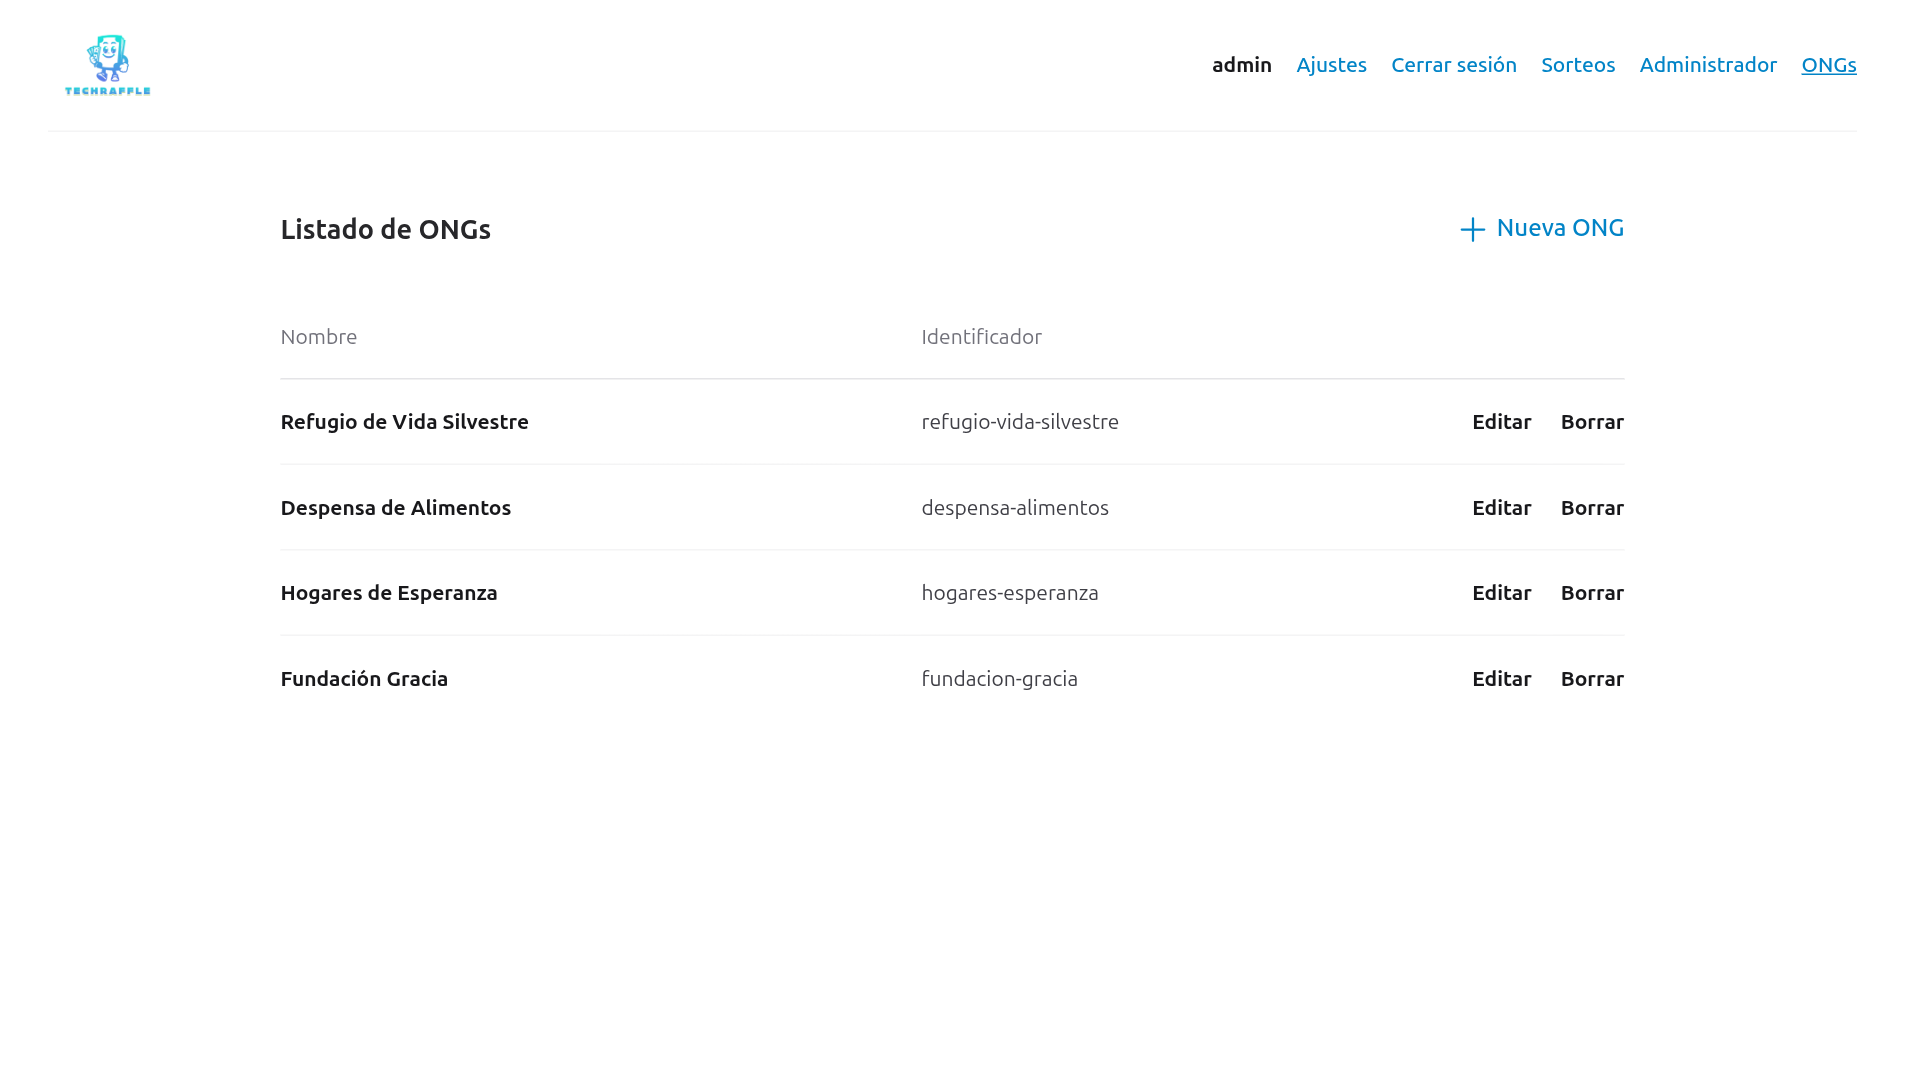 TECHRAFFLE
admin Ajustes Cerrar sesión Sorteos Administrador ONGs
Listado de ONGs
Nueva ONG
Nombre Identificador
Refugio de Vida Silvestre refugio-vida-silvestre Editar Borrar
Despensa de Alimentos despensa-alimentos Editar Borrar
Hogares de Esperanza hogares-esperanza Editar Borrar
Fundación Gracia fundacion-gracia Editar Borrar